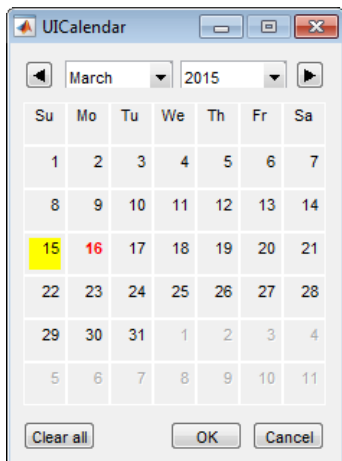 UICalendar
March 2015
Su Mo Tu We Th Fr Sa
1 2 3 4 5 6 7
8 9 10 11 12 13 14
15 16 17 18 19 20 21
22 23 24 25 26 27 28
29 30 31 1 2 3 4
5 6 7 8 9 10 11
Clear all OK Cancel